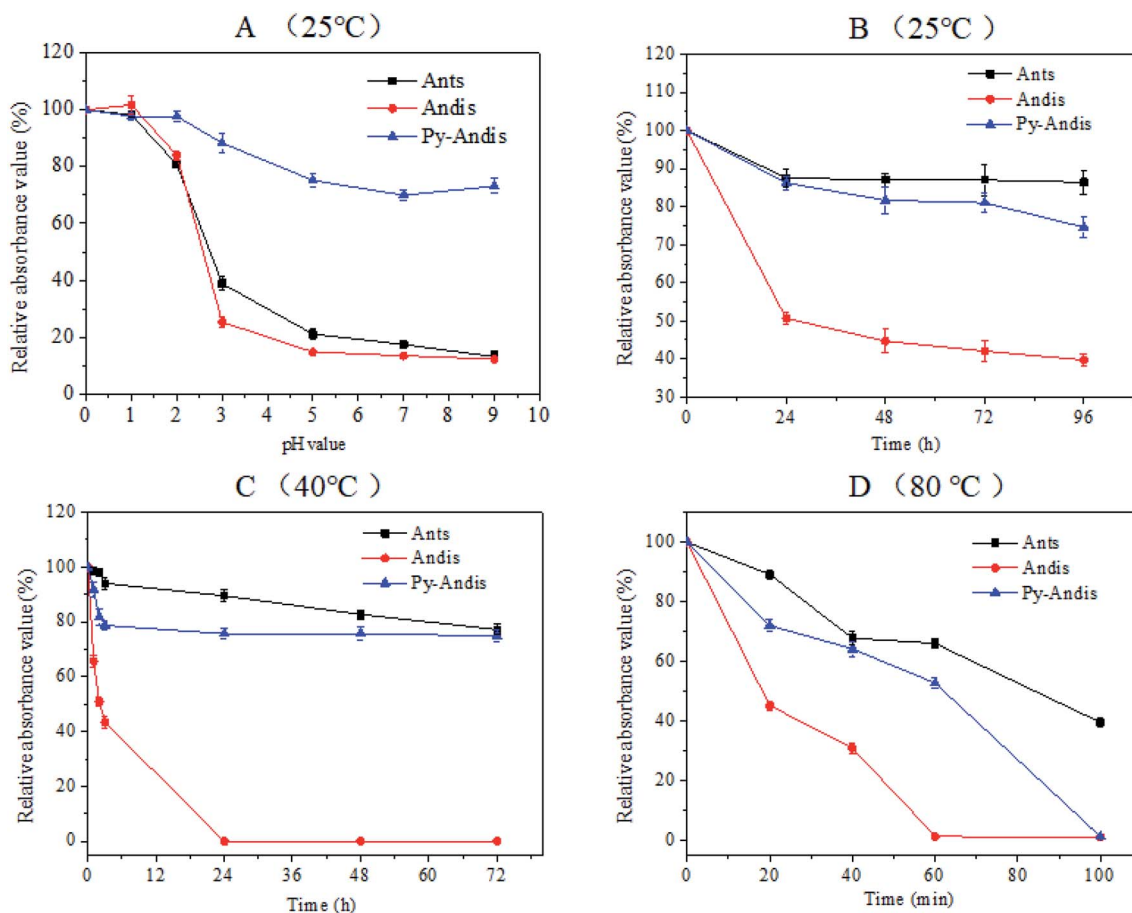 A （25℃）
120
100
80
60
40
20
0
Relative absorbance value (%)
Ants
Andis
Py-Andis
0 1 2 3 4 5 6 7 8 9 10
pH value
B （25℃）
120
110
100
90
80
70
60
50
40
30
Relative absorbance value (%)
Ants
Andis
Py-Andis
0 24 48 72 96
Time (h)
C （40℃）
120
100
80
60
40
20
0
Relative absorbance value (%)
Ants
Andis
Py-Andis
0 12 24 36 48 60 72
Time (h)
D （80 ℃）
100
80
60
40
20
0
Relative absorbance value (%)
Ants
Andis
Py-Andis
0 20 40 60 80 100
Time (min)